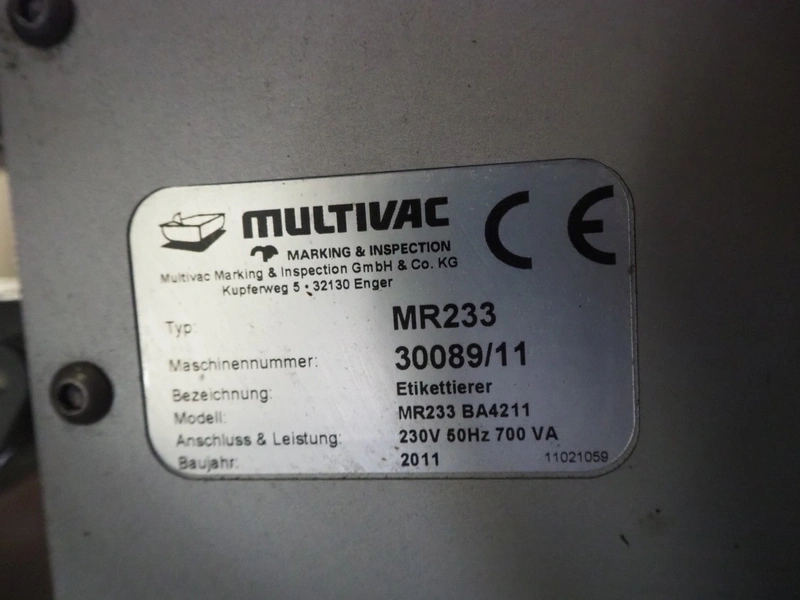 MULTIVAC
MARKING & INSPECTION
Multivac Marking & Inspection GmbH & Co. KG
Kupferweg 5 • 32130 Enger
CE
Typ: MR233
Maschinennummer: 30089/11
Bezeichnung: Etikettierer
Modell: MR233 BA4211
Anschluss & Leistung: 230V 50Hz 700 VA
Baujahr: 2011
11021059